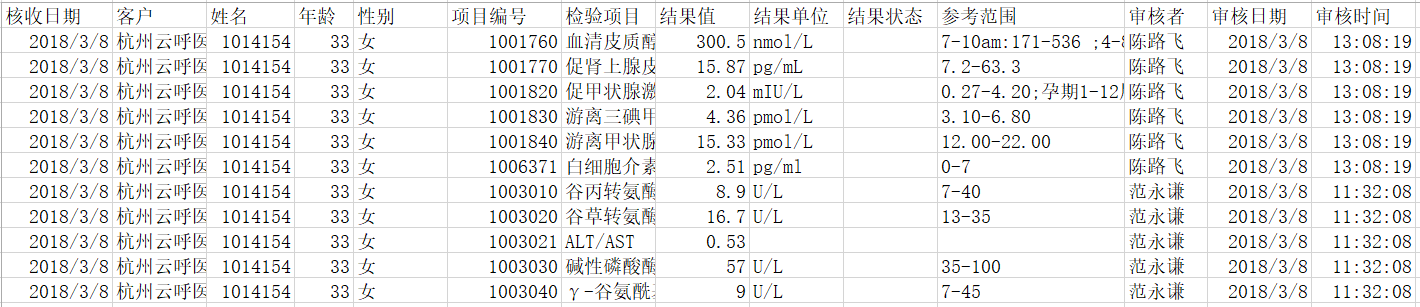 核收日期 客户 姓名 年龄 性别 项目编号 检验项目 结果值 结果单位 结果状态 参考范围 审核者 审核日期 审核时间
2018/3/8 杭州云呼医 1014154 33 女 1001760 血清皮质醇 300.5 nmol/L 7-10am:171-536 ;4-8 陈路飞 2018/3/8 13:08:19
2018/3/8 杭州云呼医 1014154 33 女 1001770 促肾上腺皮 15.87 pg/mL 7.2-63.3 陈路飞 2018/3/8 13:08:19
2018/3/8 杭州云呼医 1014154 33 女 1001820 促甲状腺激 2.04 mIU/L 0.27-4.20;孕期1-12周 陈路飞 2018/3/8 13:08:19
2018/3/8 杭州云呼医 1014154 33 女 1001830 游离三碘甲 4.36 pmol/L 3.10-6.80 陈路飞 2018/3/8 13:08:19
2018/3/8 杭州云呼医 1014154 33 女 1001840 游离甲状腺 15.33 pmol/L 12.00-22.00 陈路飞 2018/3/8 13:08:19
2018/3/8 杭州云呼医 1014154 33 女 1006371 白细胞介素 2.51 pg/ml 0-7 陈路飞 2018/3/8 13:08:19
2018/3/8 杭州云呼医 1014154 33 女 1003010 谷丙转氨酶 8.9 U/L 7-40 范永谦 2018/3/8 11:32:08
2018/3/8 杭州云呼医 1014154 33 女 1003020 谷草转氨酶 16.7 U/L 13-35 范永谦 2018/3/8 11:32:08
2018/3/8 杭州云呼医 1014154 33 女 1003021 ALT/AST 0.53 范永谦 2018/3/8 11:32:08
2018/3/8 杭州云呼医 1014154 33 女 1003030 碱性磷酸酶 57 U/L 35-100 范永谦 2018/3/8 11:32:08
2018/3/8 杭州云呼医 1014154 33 女 1003040 γ-谷氨酰 9 U/L 7-45 范永谦 2018/3/8 11:32:08